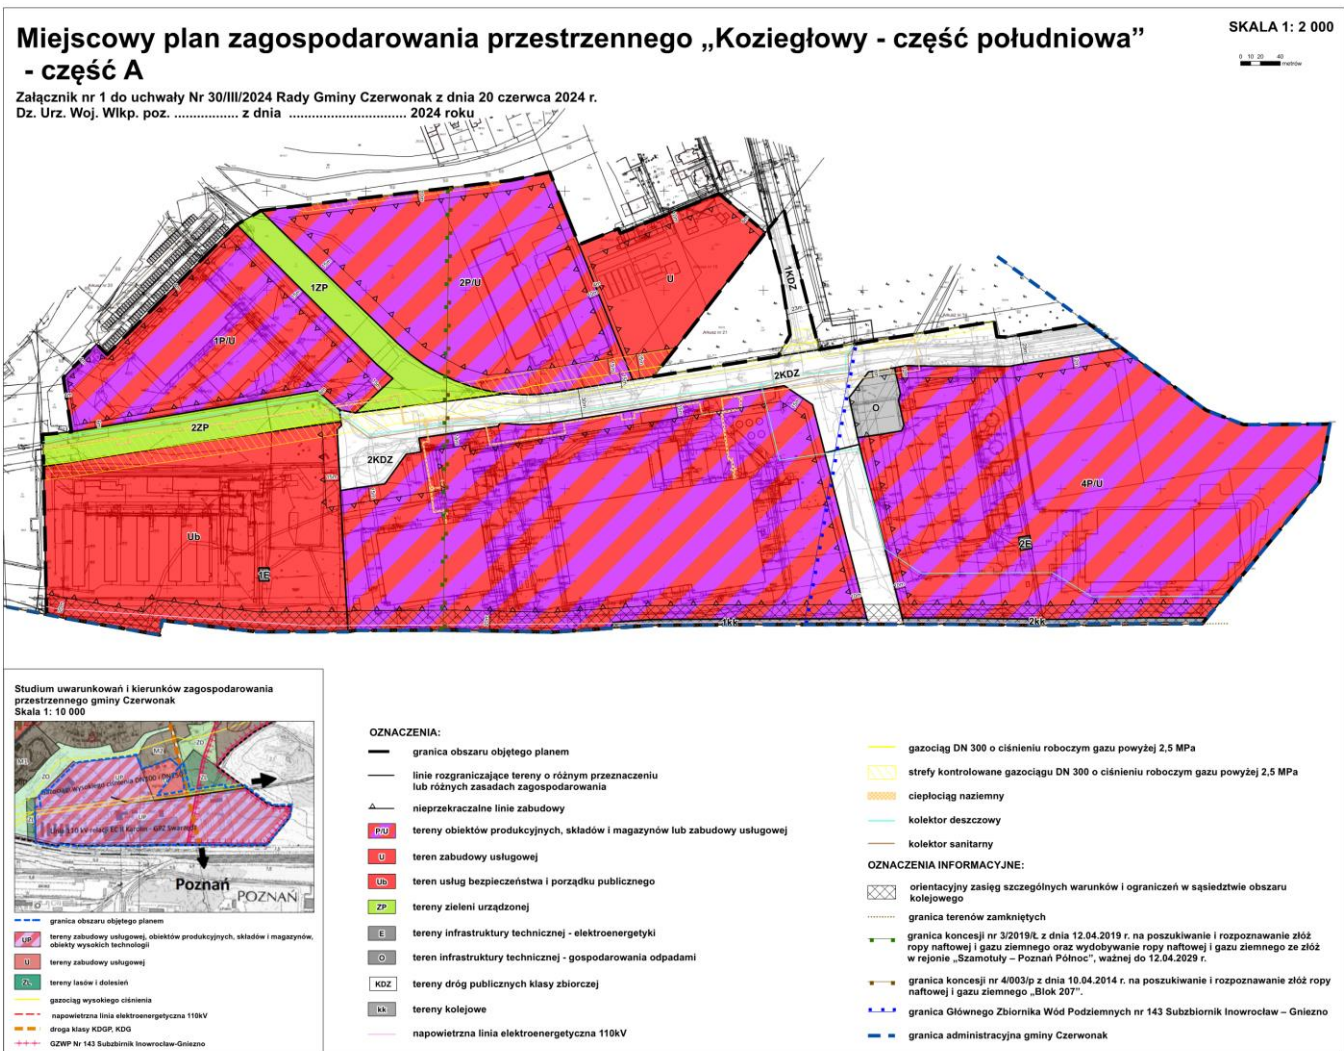 Miejscowy plan zagospodarowania przestrzennego „Koziegłowy - część południowa”
- część A
SKALA 1: 2 000
0 10 20 40
metrów
Załącznik nr 1 do uchwały Nr 30/III/2024 Rady Gminy Czerwonak z dnia 20 czerwca 2024 r.
Dz. Urz. Woj. Wlkp. poz. ................. z dnia ............................... 2024 roku
1ZP
2P/U
U
1KDZ
1P/U
2KDZ
O
2ZP
2KDZ
4P/U
Ub
1E
2E
1kk
2kk
Studium uwarunkowań i kierunków zagospodarowania
przestrzennego gminy Czerwonak
Skala 1: 10 000
Poznań
POZNAŃ
granica obszaru objętego planem
UP tereny zabudowy usługowej, obiektów produkcyjnych, składów i magazynów,
obiekty wysokich technologii
U tereny zabudowy usługowej
ZL tereny lasów i dolesień
gazociąg wysokiego ciśnienia
napowietrzna linia elektroenergetyczna 110kV
droga klasy KDGP, KDG
GZWP Nr 143 Subzbirnik Inowrocław-Gniezno
OZNACZENIA:
granica obszaru objętego planem
linie rozgraniczające tereny o różnym przeznaczeniu
lub różnych zasadach zagospodarowania
nieprzekraczalne linie zabudowy
P/U tereny obiektów produkcyjnych, składów i magazynów lub zabudowy usługowej
U teren zabudowy usługowej
Ub teren usług bezpieczeństwa i porządku publicznego
ZP tereny zieleni urządzonej
E tereny infrastruktury technicznej - elektroenergetyki
O teren infrastruktury technicznej - gospodarowania odpadami
KDZ tereny dróg publicznych klasy zbiorczej
kk tereny kolejowe
napowietrzna linia elektroenergetyczna 110kV
gazociąg DN 300 o ciśnieniu roboczym gazu powyżej 2,5 MPa
strefy kontrolowane gazociągu DN 300 o ciśnieniu roboczym gazu powyżej 2,5 MPa
ciepłociąg naziemny
kolektor deszczowy
kolektor sanitarny
OZNACZENIA INFORMACYJNE:
orientacyjny zasięg szczególnych warunków i ograniczeń w sąsiedztwie obszaru
kolejowego
granica terenów zamkniętych
granica koncesji nr 3/2019/Ł z dnia 12.04.2019 r. na poszukiwanie i rozpoznawanie złóż
ropy naftowej i gazu ziemnego oraz wydobywanie ropy naftowej i gazu ziemnego ze złóż
w rejonie „Szamotuły – Poznań Północ”, ważnej do 12.04.2029 r.
granica koncesji nr 4/003/p z dnia 10.04.2014 r. na poszukiwanie i rozpoznawanie złóż ropy
naftowej i gazu ziemnego „Blok 207”.
granica Głównego Zbiornika Wód Podziemnych nr 143 Subzbiornik Inowrocław – Gniezno
granica administracyjna gminy Czerwonak